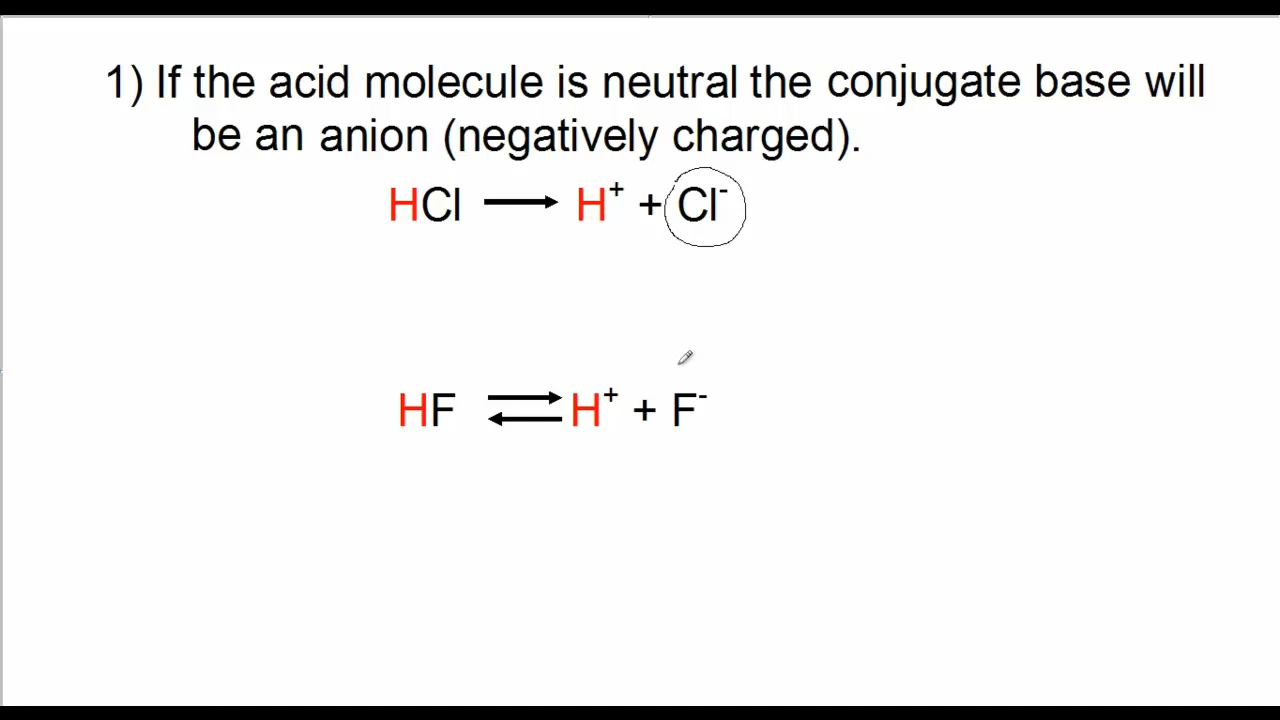 1) If the acid molecule is neutral the conjugate base will
be an anion (negatively charged).
HCl ⟶ H⁺ + Cl⁻
HF ⇌ H⁺ + F⁻